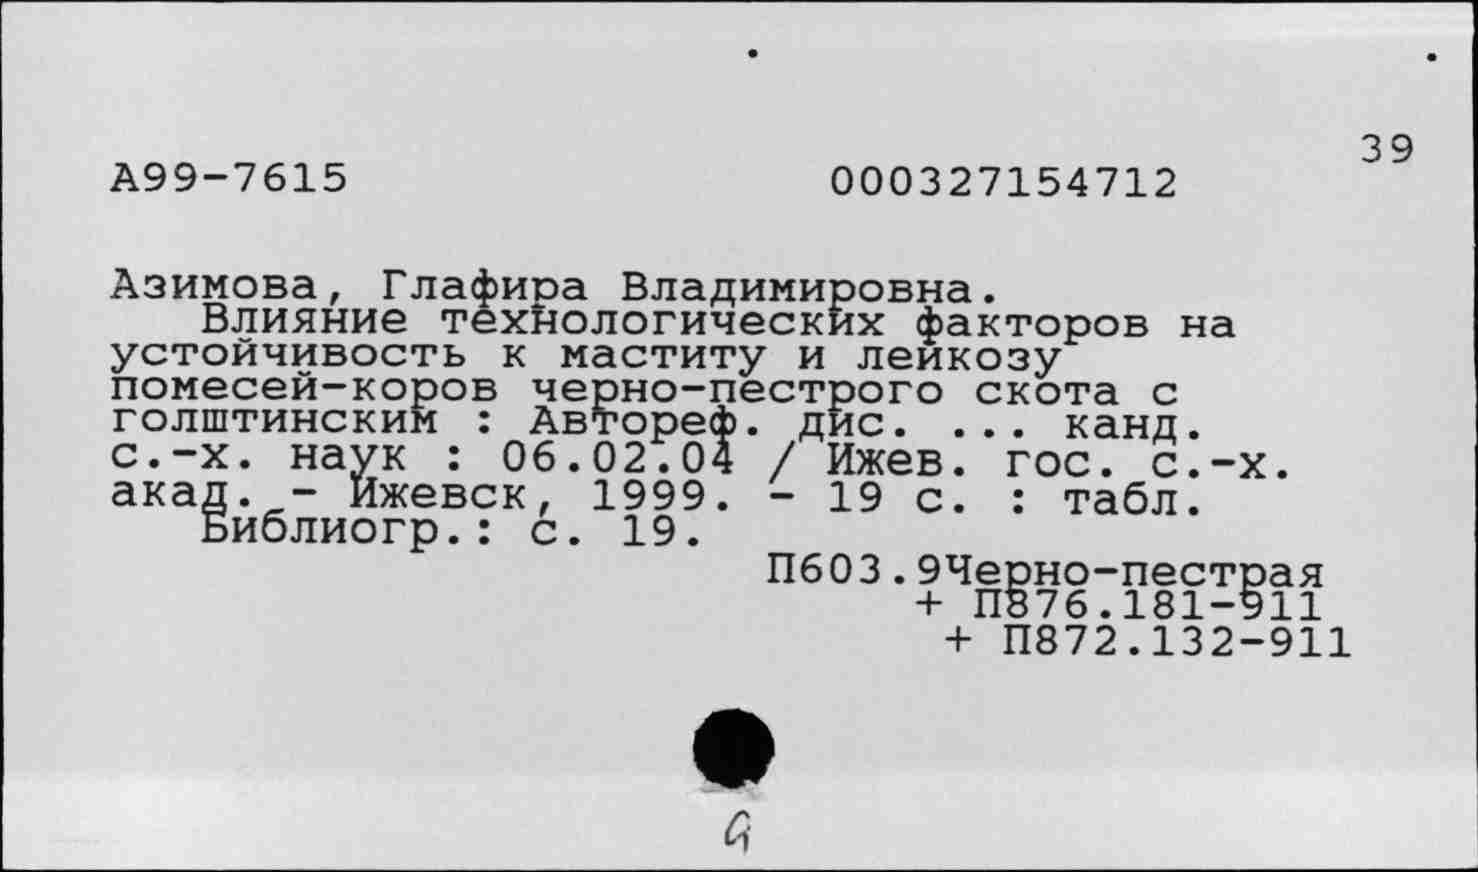 39
А99-7615 000327154712
Азимова, Глафира Владимировна.
Влияние технологических факторов на
устойчивость к маститу и лейкозу
помесей-коров черно-пестрого скота с
голштинским : Автореф. дис. ... канд.
с.-х. наук : 06.02.04 / Ижев. гос. с.-х.
акад. - Ижевск, 1999. - 19 с. : табл.
Библиогр.: с. 19.
П603.9Черно-пестрая
+ П876.181-911
+ П872.132-911